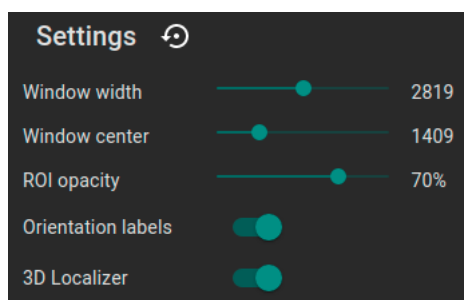 Settings
Window width 2819
Window center 1409
ROI opacity 70%
Orientation labels
3D Localizer